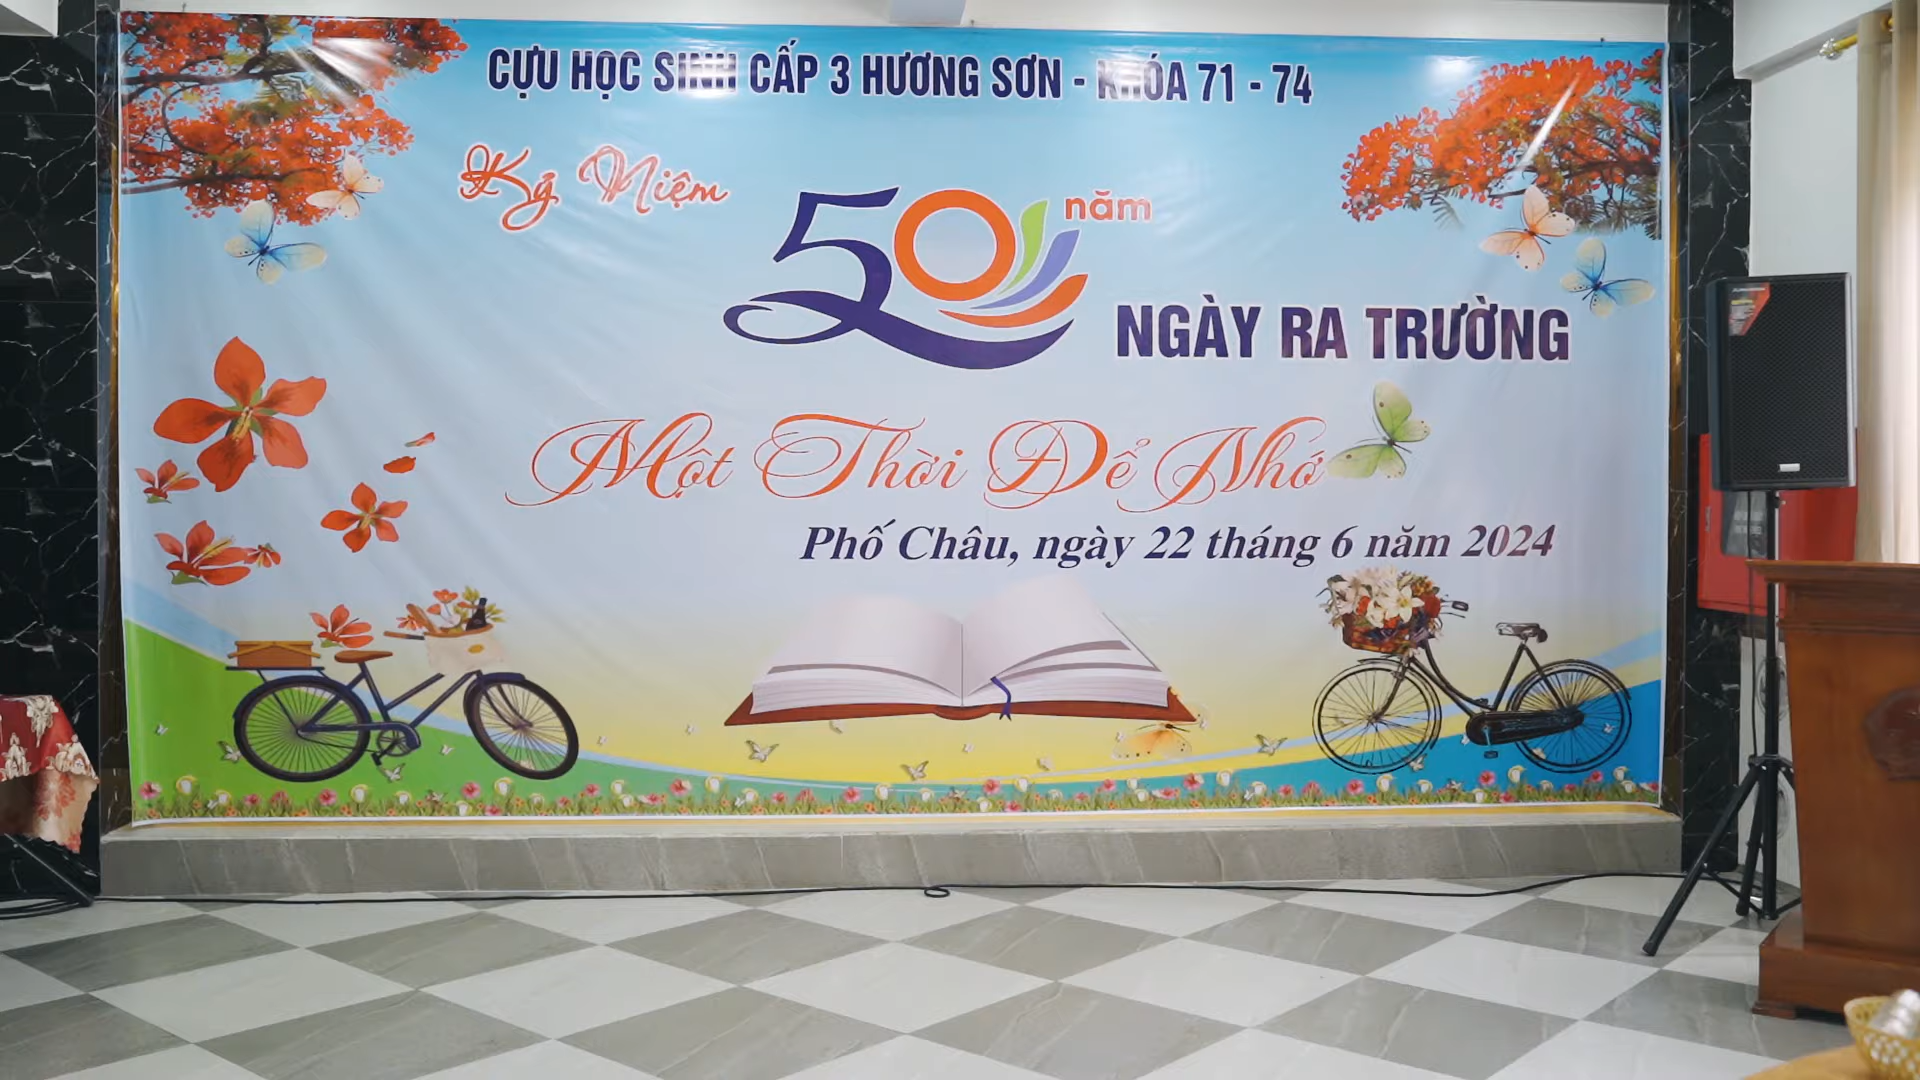 CỰU HỌC SINH CẤP 3 HƯƠNG SƠN - KHÓA 71 - 74
Kỷ Niệm
50 năm
NGÀY RA TRƯỜNG
Một Thời Để Nhớ
Phố Châu, ngày 22 tháng 6 năm 2024